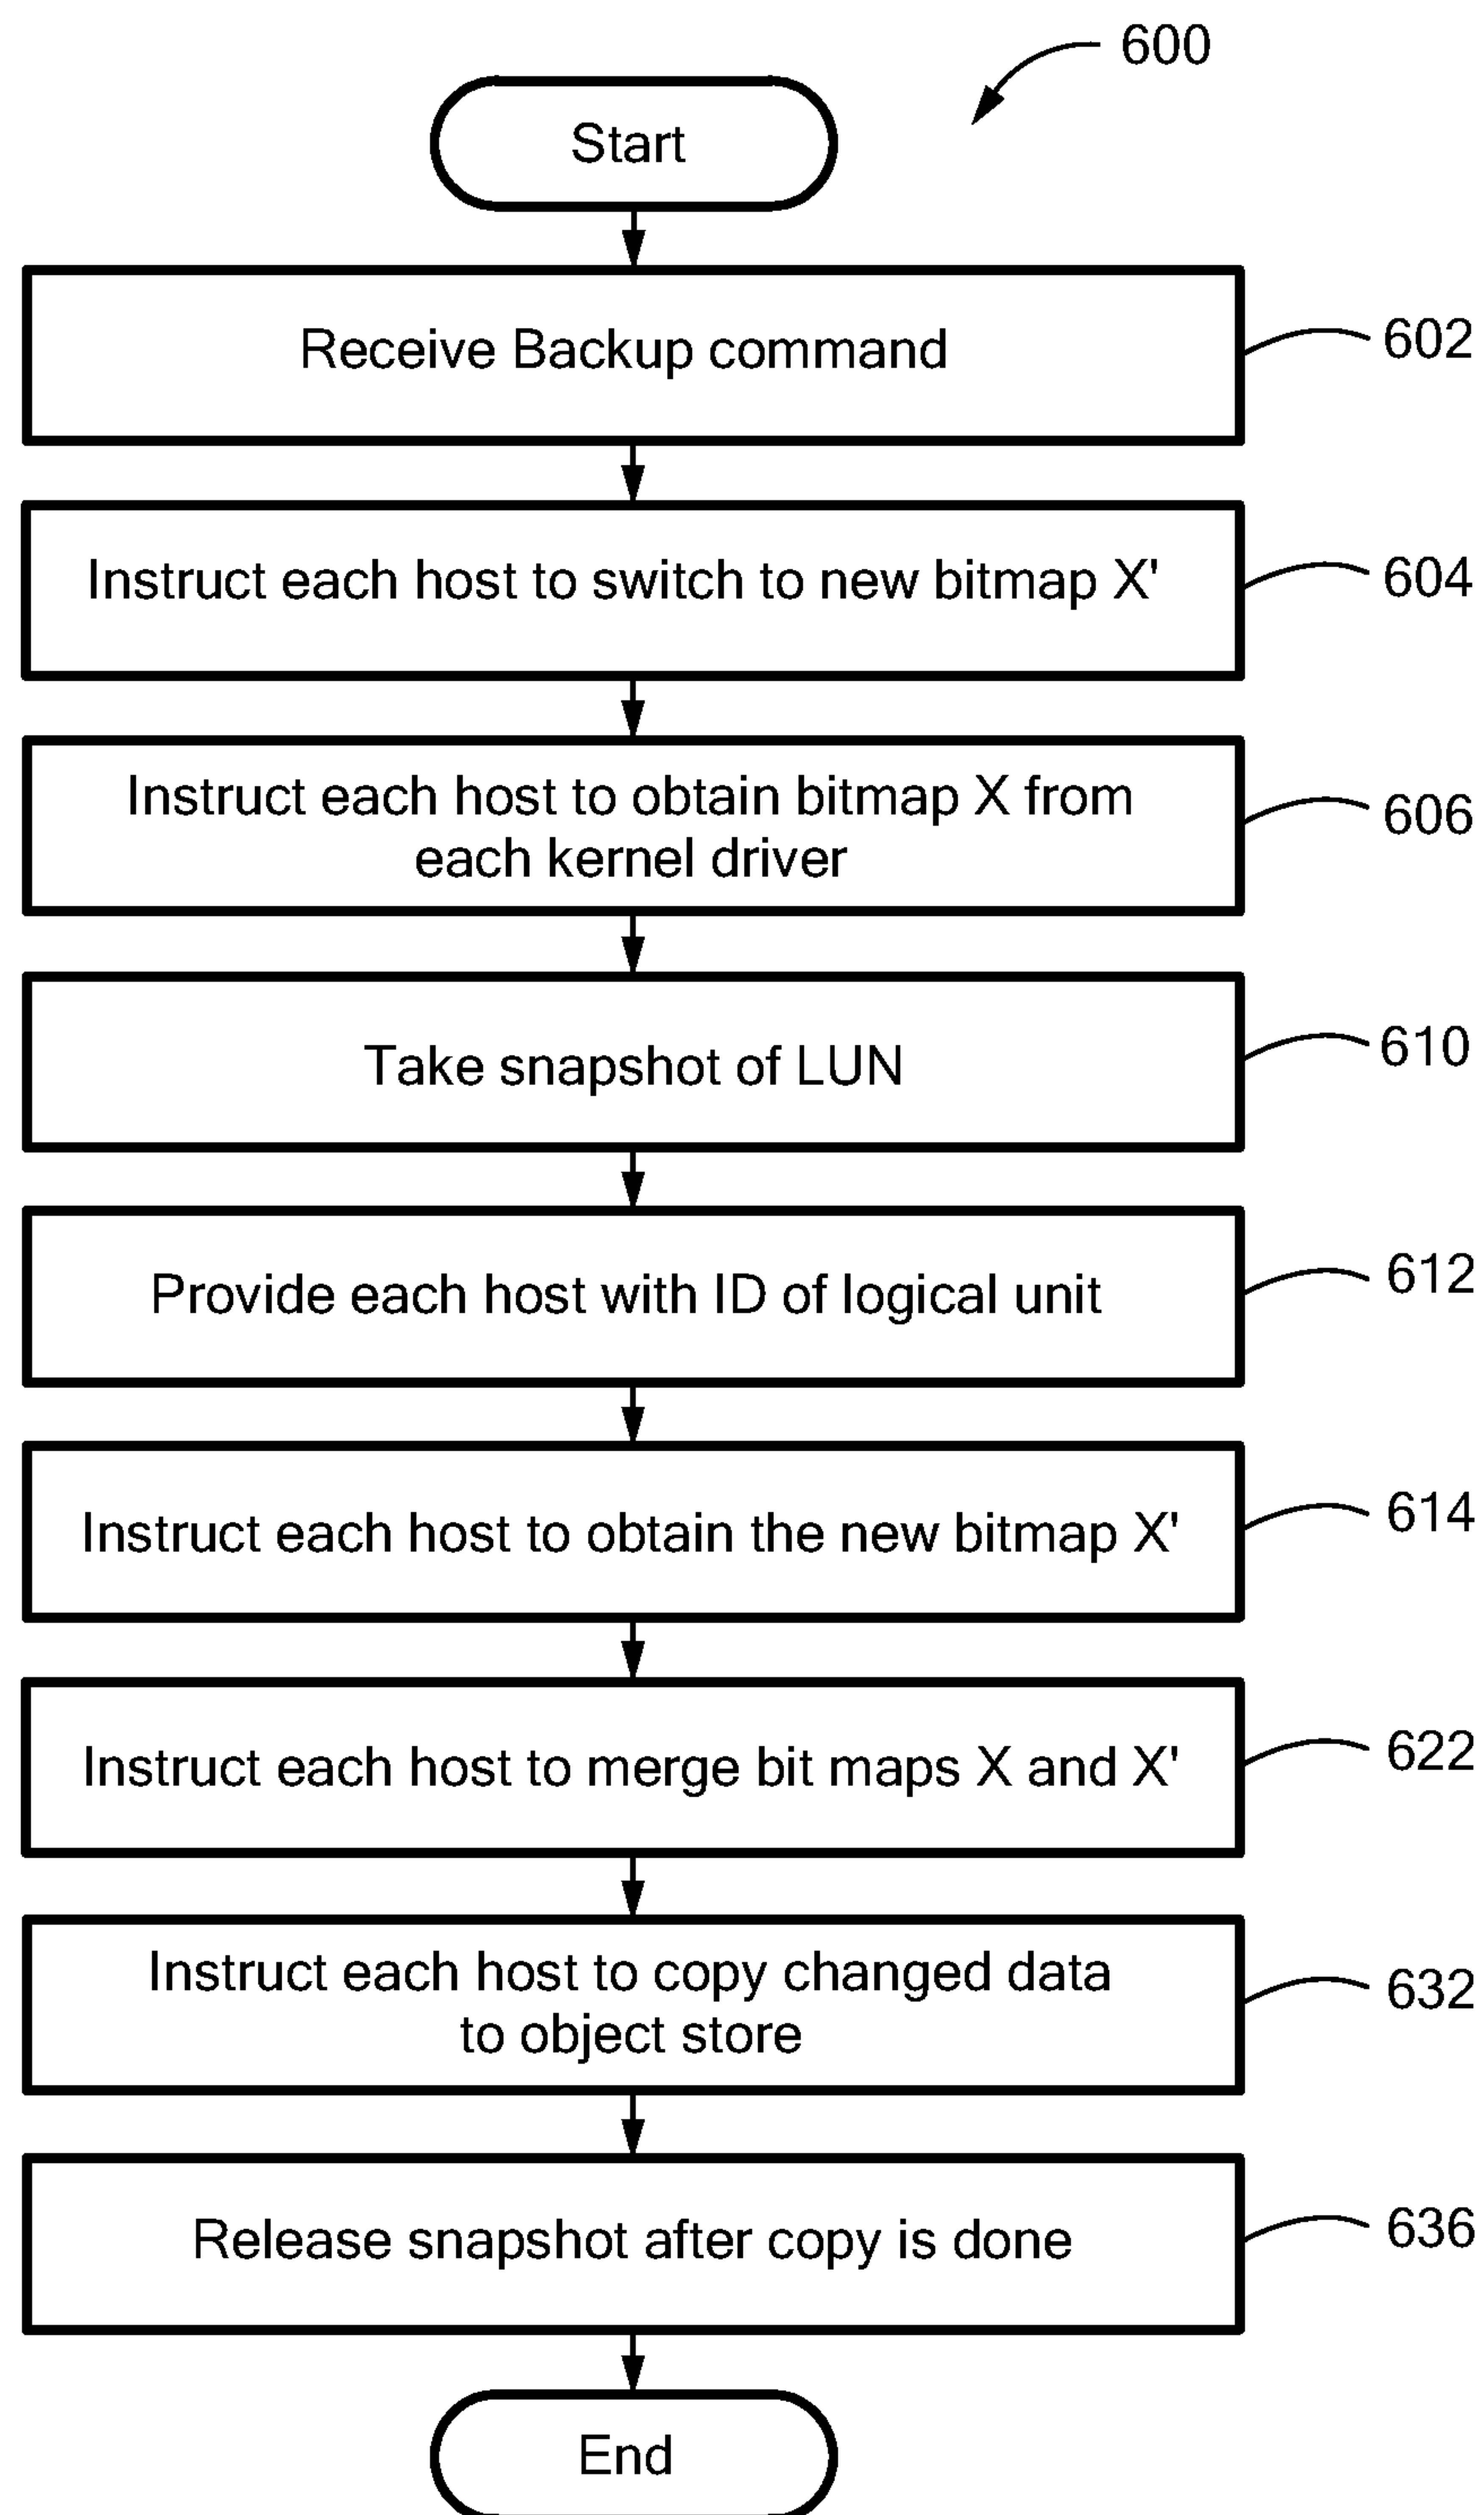 600
Start
Receive Backup command
602
Instruct each host to switch to new bitmap X'
604
Instruct each host to obtain bitmap X from
each kernel driver
606
Take snapshot of LUN
610
Provide each host with ID of logical unit
612
Instruct each host to obtain the new bitmap X'
614
Instruct each host to merge bit maps X and X'
622
Instruct each host to copy changed data
to object store
632
Release snapshot after copy is done
636
End